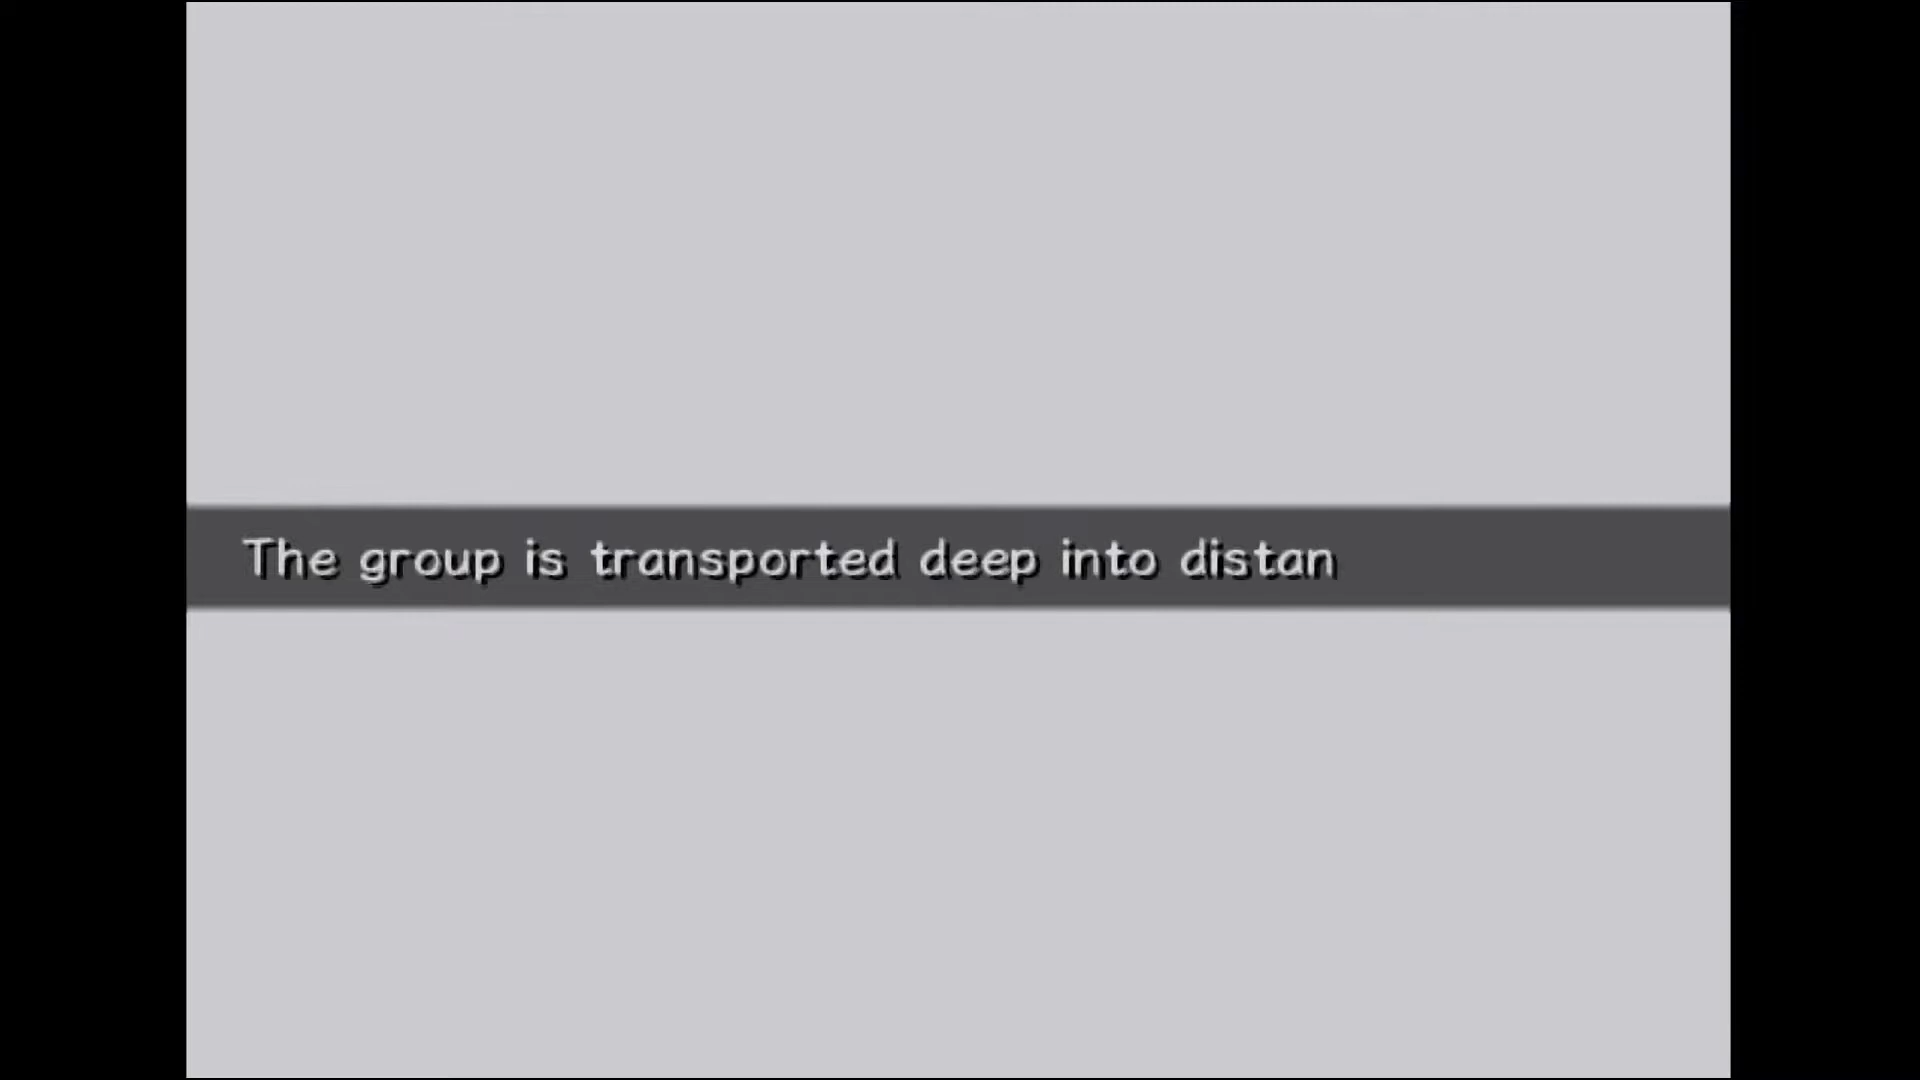 The group is transported deep into distan